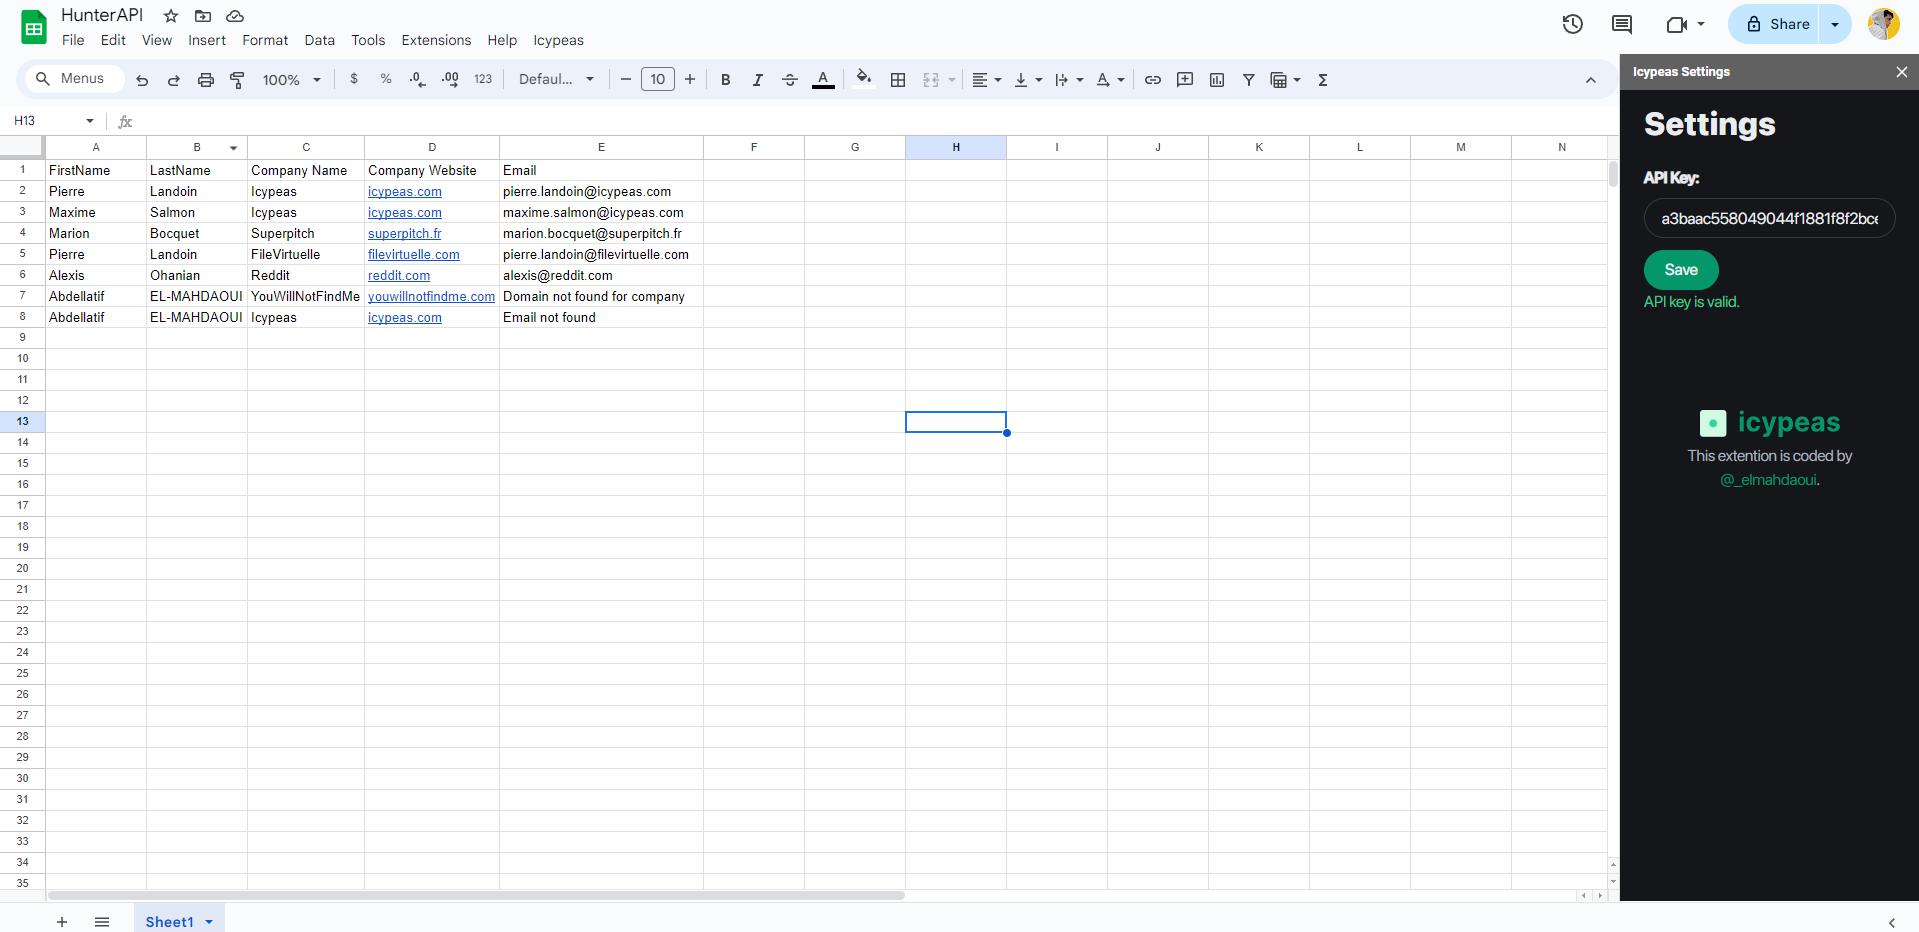 HunterAPI
File Edit View Insert Format Data Tools Extensions Help Icypeas
Share
Menus 100% $ % .0 .00 123 Defaul... − 10 + B I A Σ
H13 fx
A B C D E F G H I J K L M N
1 FirstName LastName Company Name Company Website Email
2 Pierre Landoin Icypeas icypeas.com pierre.landoin@icypeas.com
3 Maxime Salmon Icypeas icypeas.com maxime.salmon@icypeas.com
4 Marion Bocquet Superpitch superpitch.fr marion.bocquet@superpitch.fr
5 Pierre Landoin FileVirtuelle filevirtuelle.com pierre.landoin@filevirtuelle.com
6 Alexis Ohanian Reddit reddit.com alexis@reddit.com
7 Abdellatif EL-MAHDAOUI YouWillNotFindMe youwillnotfindme.com Domain not found for company
8 Abdellatif EL-MAHDAOUI Icypeas icypeas.com Email not found
9
10
11
12
13
14
15
16
17
18
19
20
21
22
23
24
25
26
27
28
29
30
31
32
33
34
35
Sheet1
Icypeas Settings
Settings
API Key:
a3baac558049044f1881f8f2bce
Save
API key is valid.
icypeas
This extention is coded by
@_elmahdaoui.